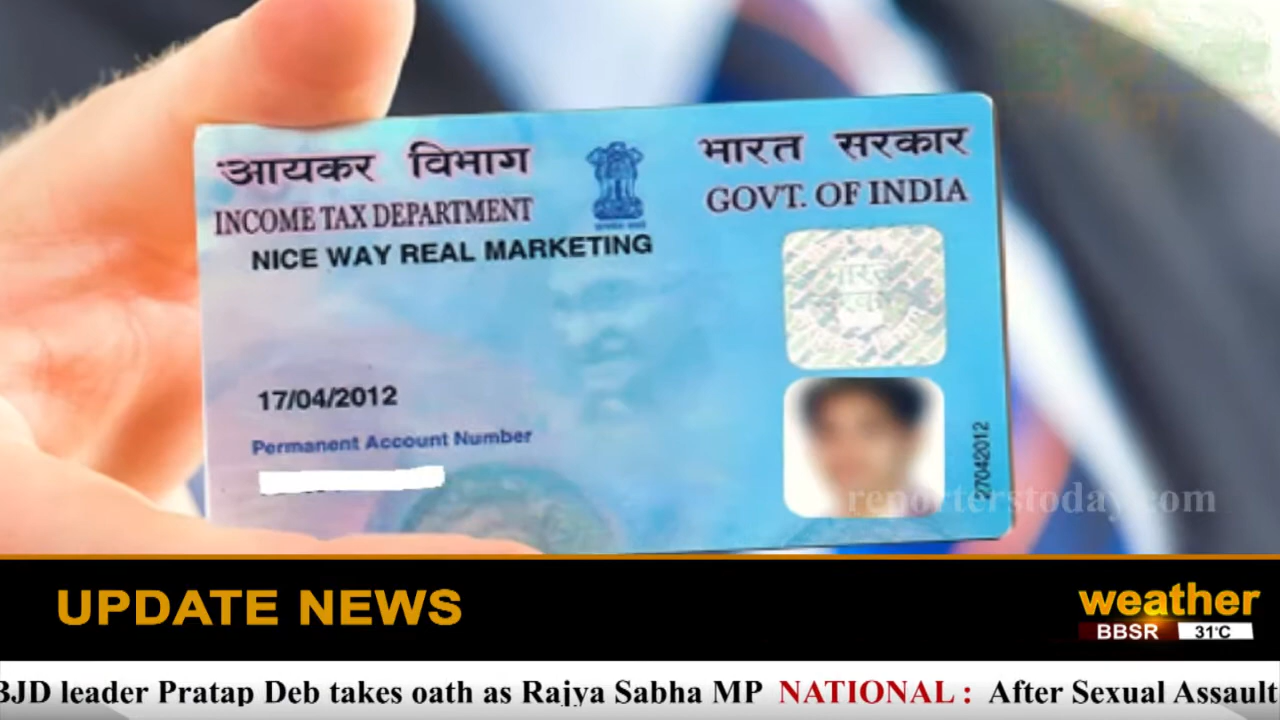 आयकर विभाग
भारत सरकार
INCOME TAX DEPARTMENT
GOVT. OF INDIA
NICE WAY REAL MARKETING
17/04/2012
Permanent Account Number
27042012
reporterstoday.com
UPDATE NEWS
weather
BBSR 31°C
BJD leader Pratap Deb takes oath as Rajya Sabha MP NATIONAL : After Sexual Assault